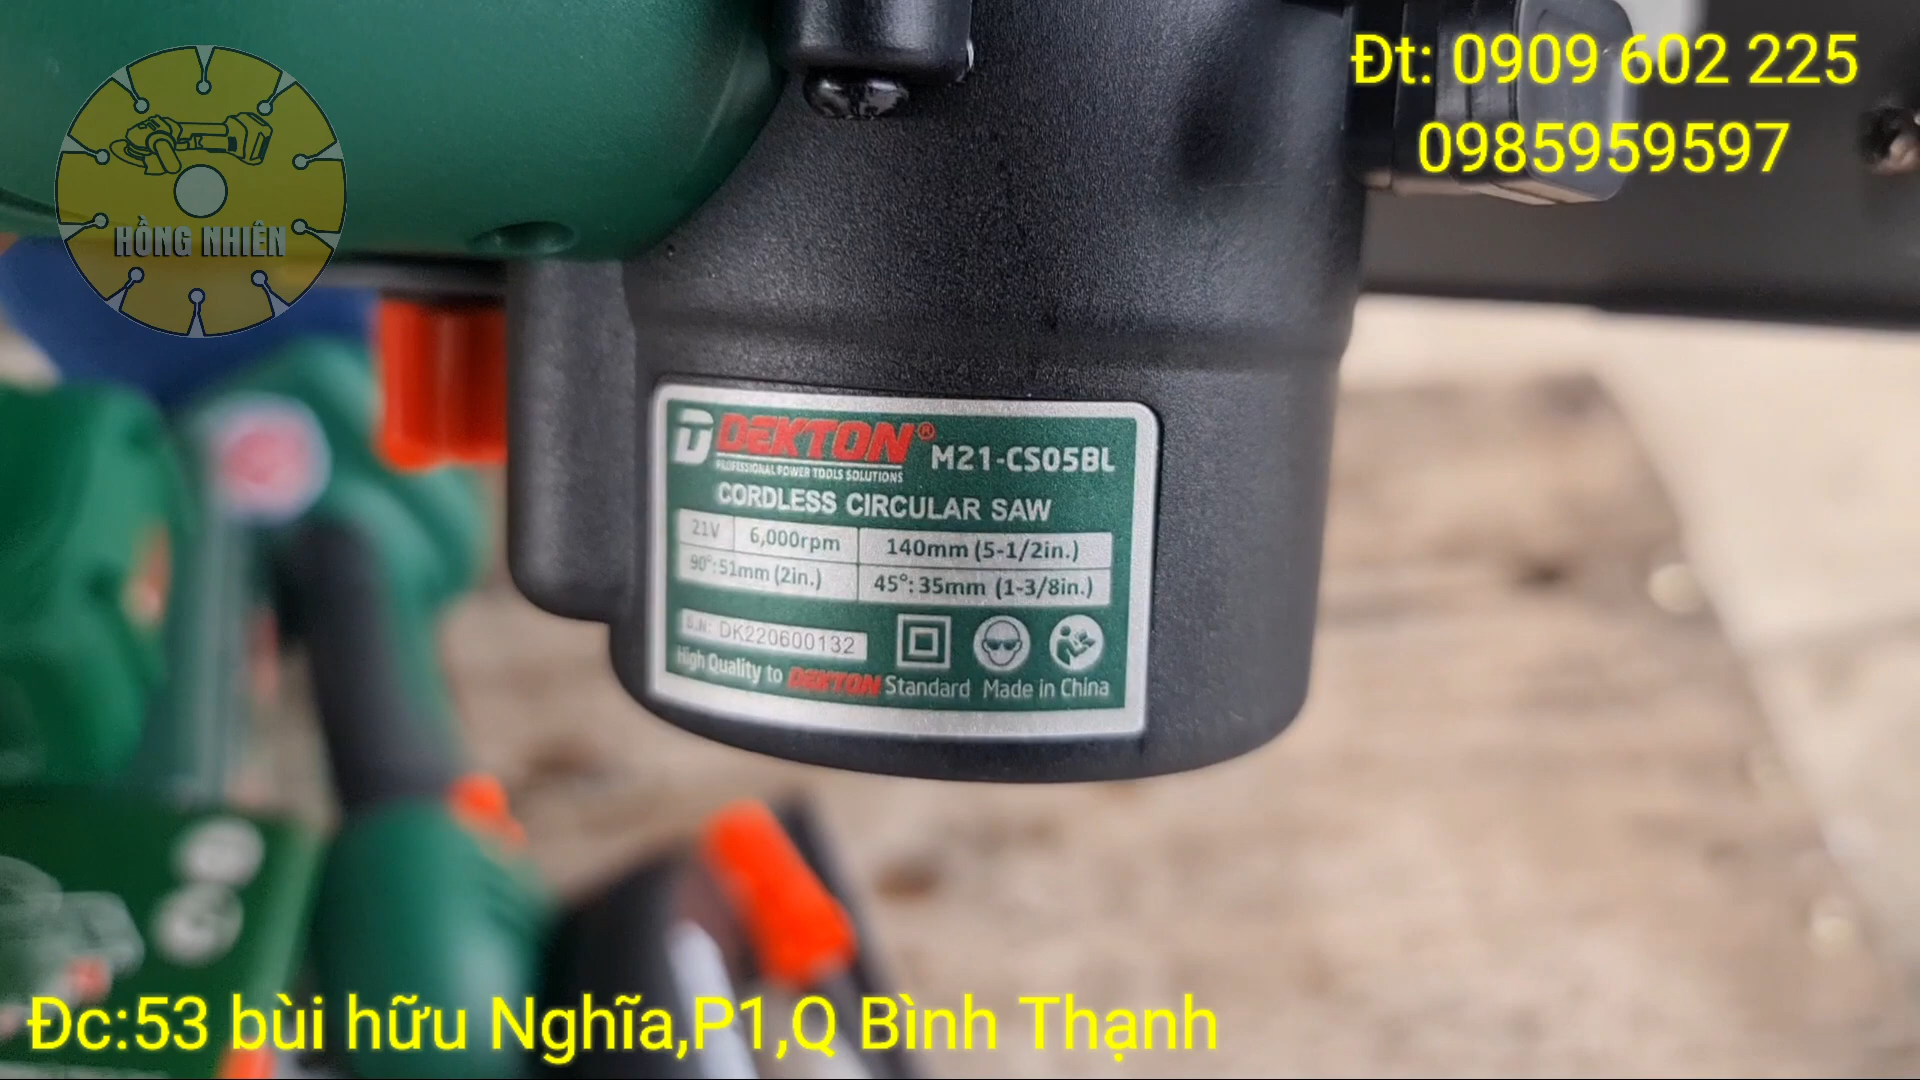 Đt: 0909 602 225
0985959597
HỒNG NHIÊN
DEKTON®
M21-CS05BL
PROFESSIONAL POWER TOOLS SOLUTIONS
CORDLESS CIRCULAR SAW
21V 6,000rpm 140mm (5-1/2in.)
90°:51mm (2in.) 45°:35mm (1-3/8in.)
S.N: DK220600132
High Quality to DEKTON Standard Made in China
Đc:53 bùi hữu Nghĩa,P1,Q Bình Thạnh